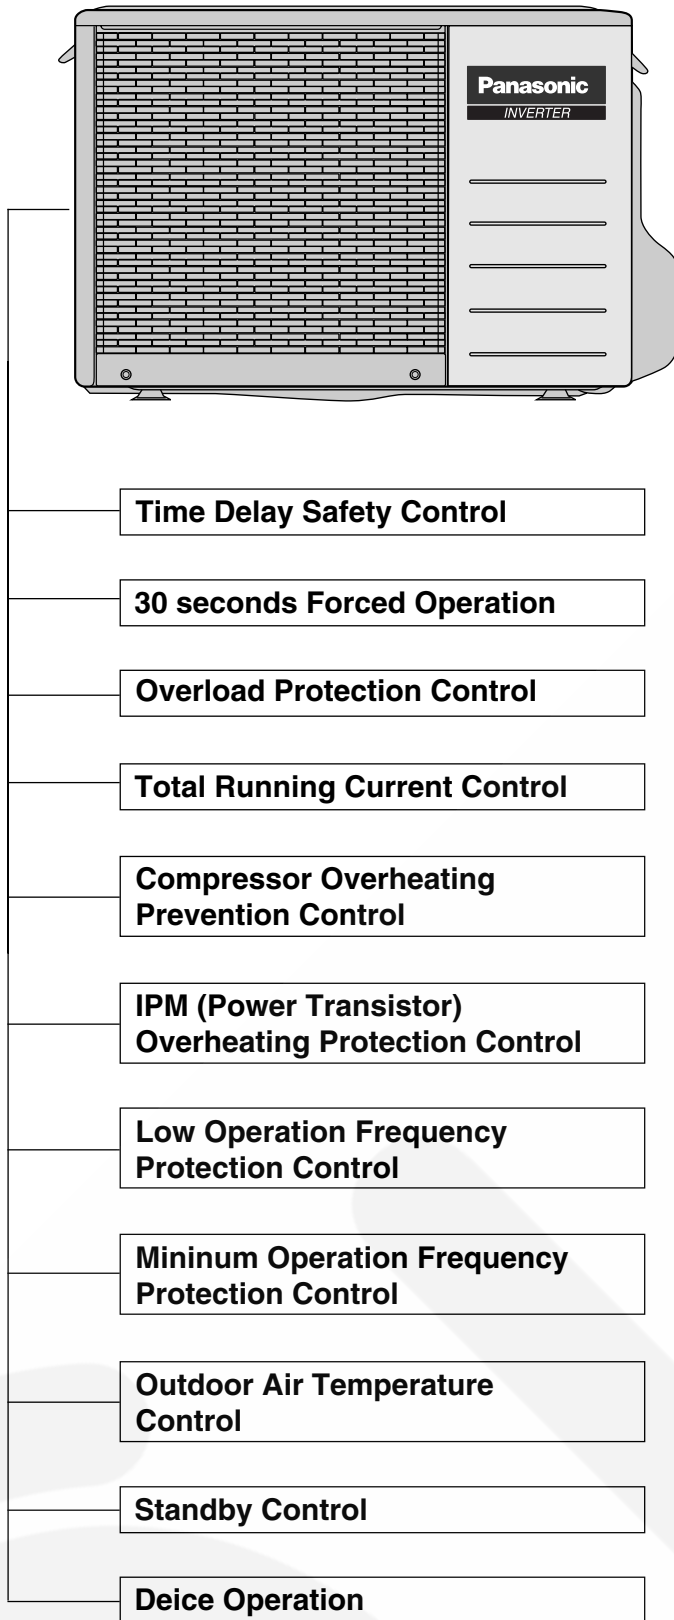 Panasonic
INVERTER
Time Delay Safety Control
30 seconds Forced Operation
Overload Protection Control
Total Running Current Control
Compressor Overheating
Prevention Control
IPM (Power Transistor)
Overheating Protection Control
Low Operation Frequency
Protection Control
Mininum Operation Frequency
Protection Control
Outdoor Air Temperature
Control
Standby Control
Deice Operation